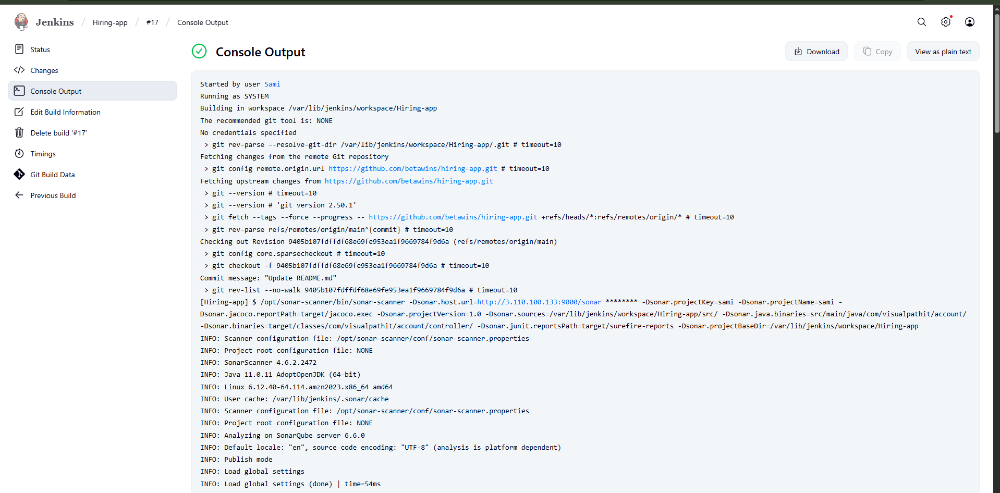 Jenkins / Hiring-app / #17 / Console Output
Status
Changes
Console Output
Edit Build Information
Delete build ‘#17’
Timings
Git Build Data
Previous Build
Console Output
Download
Copy
View as plain text
Started by user Sami
Running as SYSTEM
Building in workspace /var/lib/jenkins/workspace/Hiring-app
The recommended git tool is: NONE
No credentials specified
 > git rev-parse --resolve-git-dir /var/lib/jenkins/workspace/Hiring-app/.git # timeout=10
Fetching changes from the remote Git repository
 > git config remote.origin.url https://github.com/betawins/hiring-app.git # timeout=10
Fetching upstream changes from https://github.com/betawins/hiring-app.git
 > git --version # timeout=10
 > git --version # 'git version 2.50.1'
 > git fetch --tags --force --progress -- https://github.com/betawins/hiring-app.git +refs/heads/*:refs/remotes/origin/* # timeout=10
 > git rev-parse refs/remotes/origin/main^{commit} # timeout=10
Checking out Revision 9405b107fdffdf68e69fe953ea1f9669784f9d6a (refs/remotes/origin/main)
 > git config core.sparsecheckout # timeout=10
 > git checkout -f 9405b107fdffdf68e69fe953ea1f9669784f9d6a # timeout=10
Commit message: "Update README.md"
 > git rev-list --no-walk 9405b107fdffdf68e69fe953ea1f9669784f9d6a # timeout=10
[Hiring-app] $ /opt/sonar-scanner/bin/sonar-scanner -Dsonar.host.url=http://3.110.100.133:9000/sonar ******** -Dsonar.projectKey=sami -Dsonar.projectName=sami -
Dsonar.jacoco.reportPath=target/jacoco.exec -Dsonar.projectVersion=1.0 -Dsonar.sources=/var/lib/jenkins/workspace/Hiring-app/src/ -Dsonar.java.binaries=src/main/java/com/visualpathit/account/
-Dsonar.binaries=target/classes/com/visualpathit/account/controller/ -Dsonar.junit.reportsPath=target/surefire-reports -Dsonar.projectBaseDir=/var/lib/jenkins/workspace/Hiring-app
INFO: Scanner configuration file: /opt/sonar-scanner/conf/sonar-scanner.properties
INFO: Project root configuration file: NONE
INFO: SonarScanner 4.6.2.2472
INFO: Java 11.0.11 AdoptOpenJDK (64-bit)
INFO: Linux 6.12.40-64.114.amzn2023.x86_64 amd64
INFO: User cache: /var/lib/jenkins/.sonar/cache
INFO: Scanner configuration file: /opt/sonar-scanner/conf/sonar-scanner.properties
INFO: Project root configuration file: NONE
INFO: Analyzing on SonarQube server 6.6.0
INFO: Default locale: "en", source code encoding: "UTF-8" (analysis is platform dependent)
INFO: Publish mode
INFO: Load global settings
INFO: Load global settings (done) | time=54ms